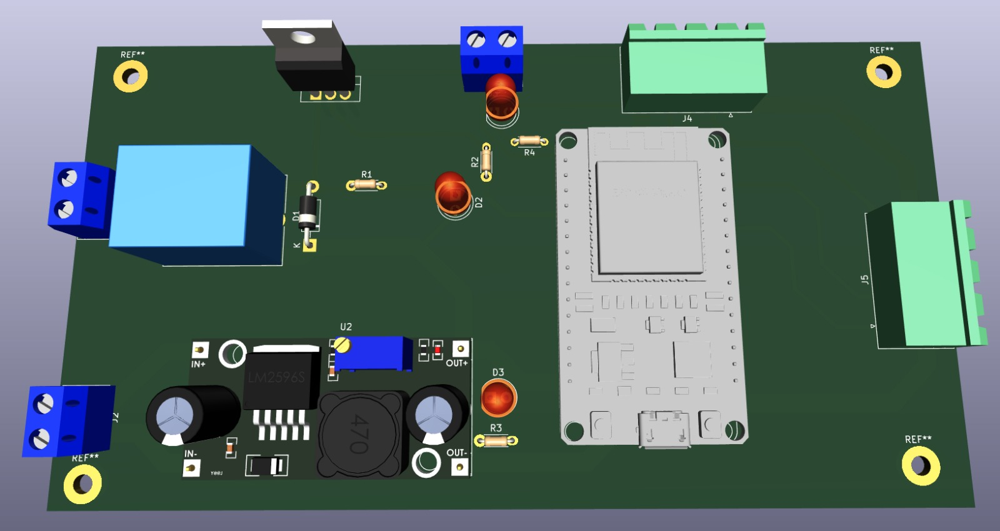 REF**
REF**
J4
R4
R2
R1
D2
D1
K
J5
U2
IN+
OUT+
LM2596S
D3
J2
470
R3
IN-
OUT-
REF**
REF**